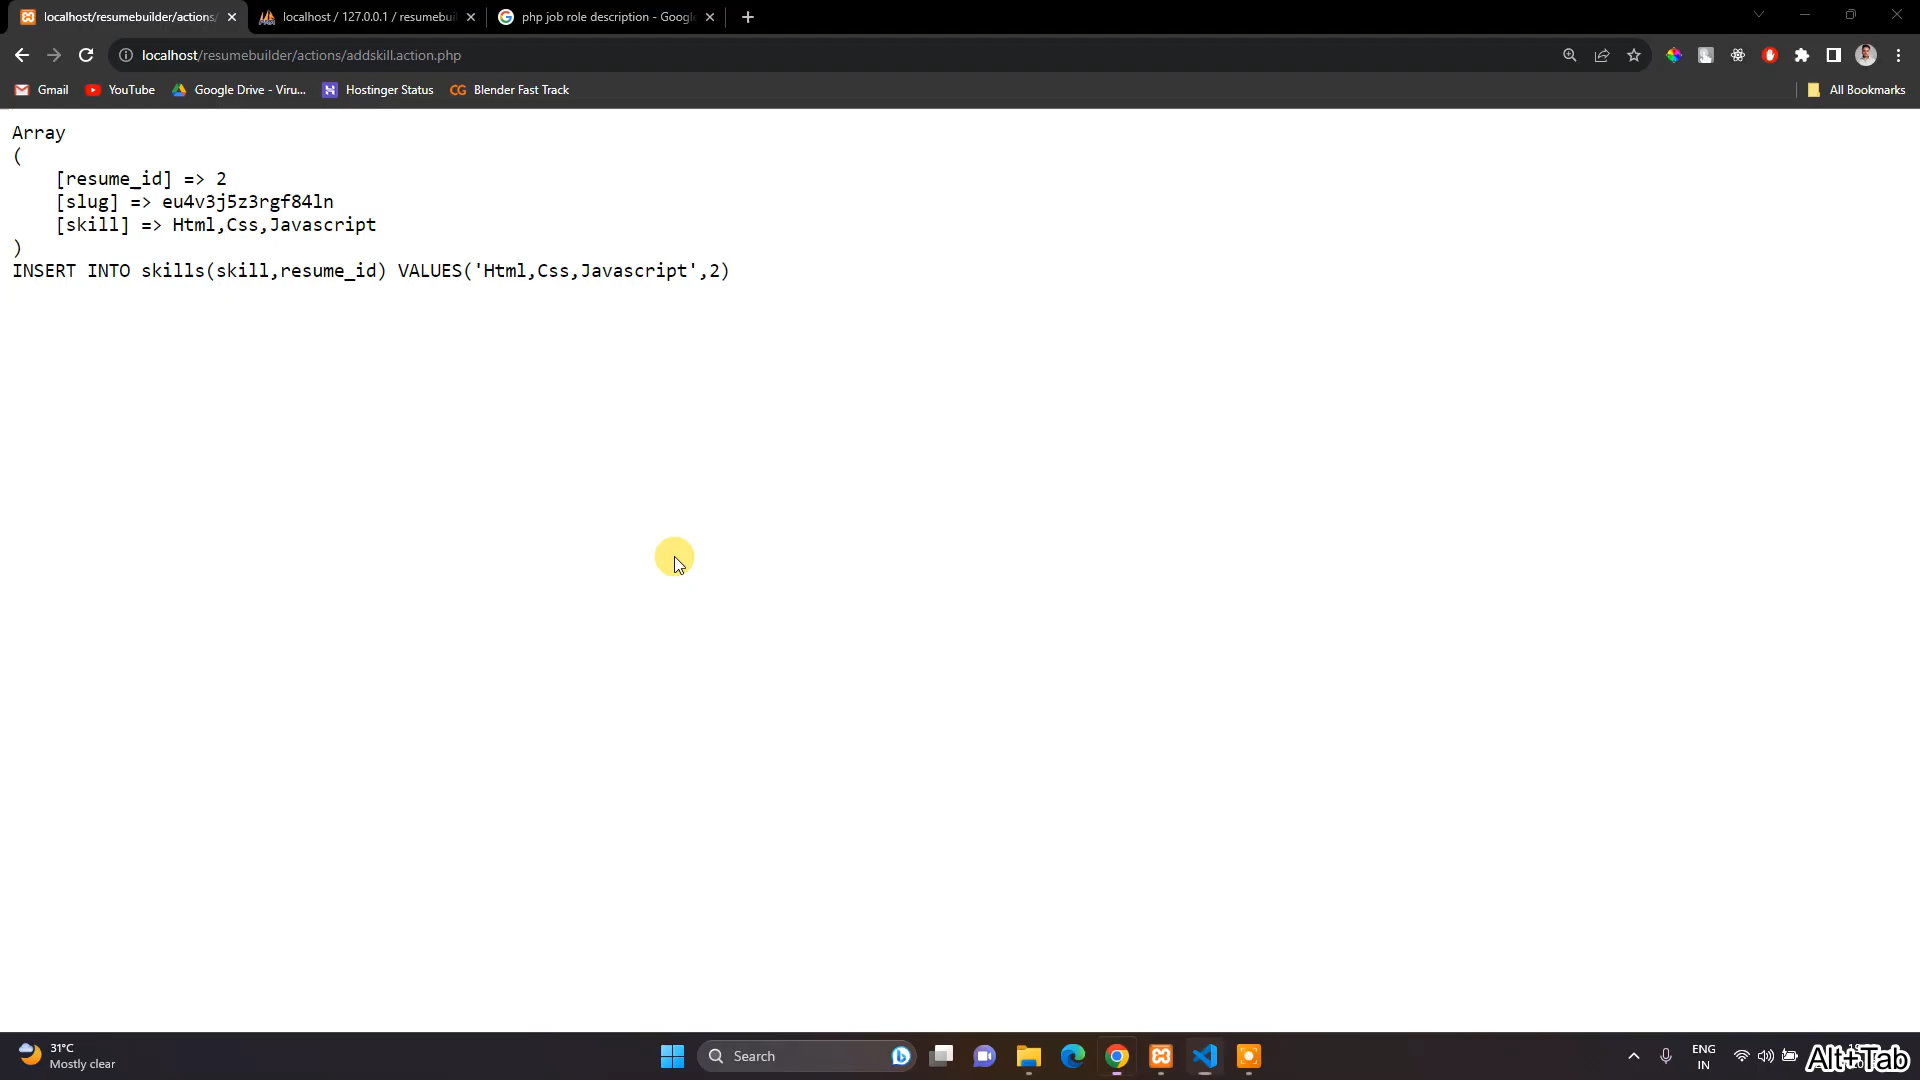 localhost/resumebuilder/actions/
localhost / 127.0.0.1 / resumebuil
php job role description - Google
localhost/resumebuilder/actions/addskill.action.php
Gmail
YouTube
Google Drive - Viru...
Hostinger Status
CG Blender Fast Track
All Bookmarks
Array
(
[resume_id] => 2
[slug] => eu4v3j5z3rgf84ln
[skill] => Html,Css,Javascript
)
INSERT INTO skills(skill,resume_id) VALUES('Html,Css,Javascript',2)
31°C
Mostly clear
Search
ENG
IN
Alt+Tab